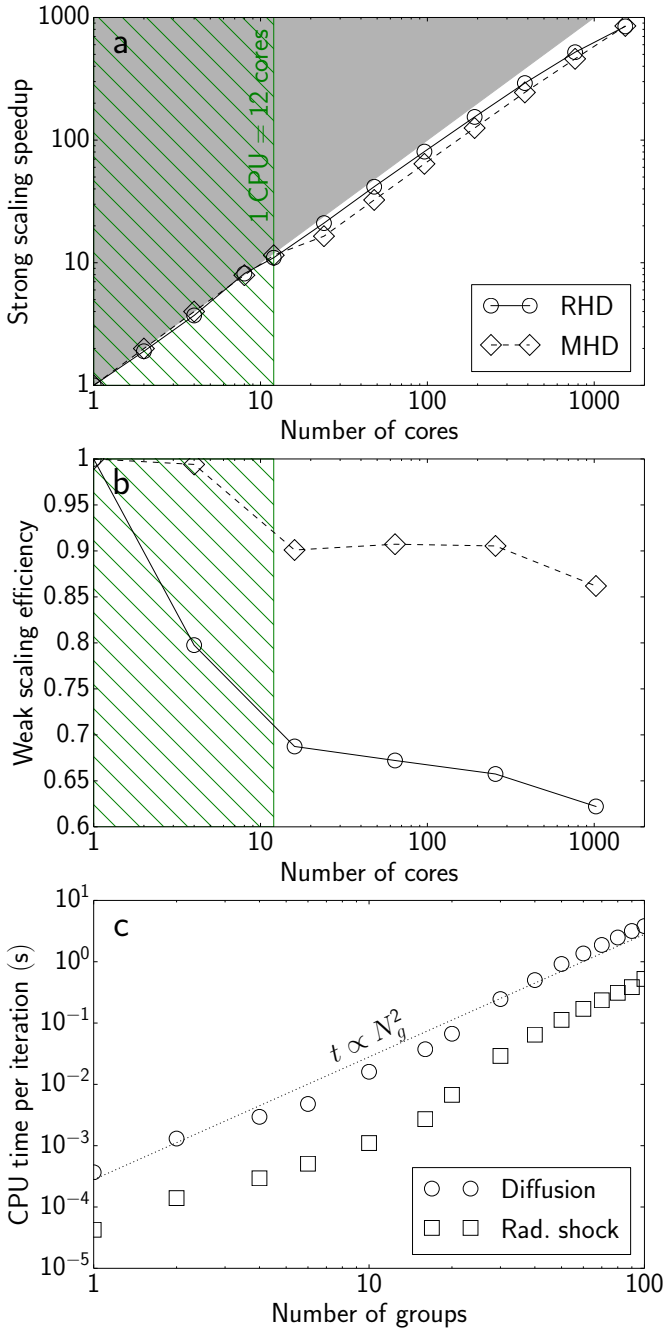 1000
a
1 CPU = 12 cores
100
Strong scaling speedup
10
RHD
MHD
1
1 10 100 1000
Number of cores
1
b
0.95
0.9
0.85
Weak scaling efficiency
0.8
0.75
0.7
0.65
0.6
1 10 100 1000
Number of cores
10^1
c
10^0
CPU time per iteration (s)
10^-1
t ∝ N_g^2
10^-2
10^-3
Diffusion
10^-4
Rad. shock
10^-5
1 10 100
Number of groups